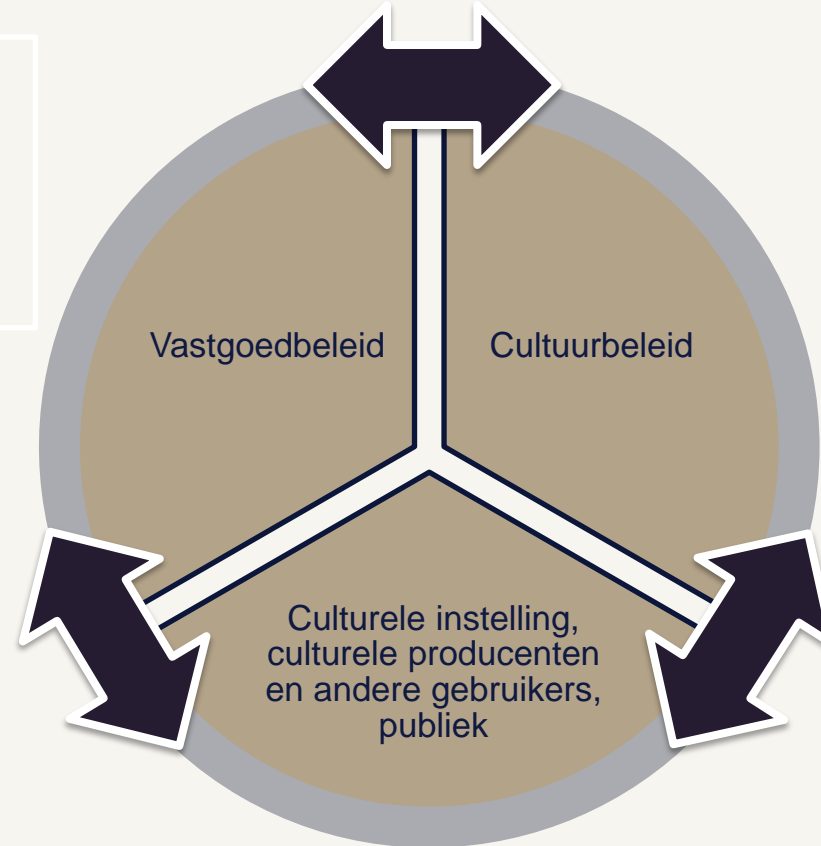 Vastgoedbeleid
Cultuurbeleid
Culturele instelling,
culturele producenten
en andere gebruikers,
publiek